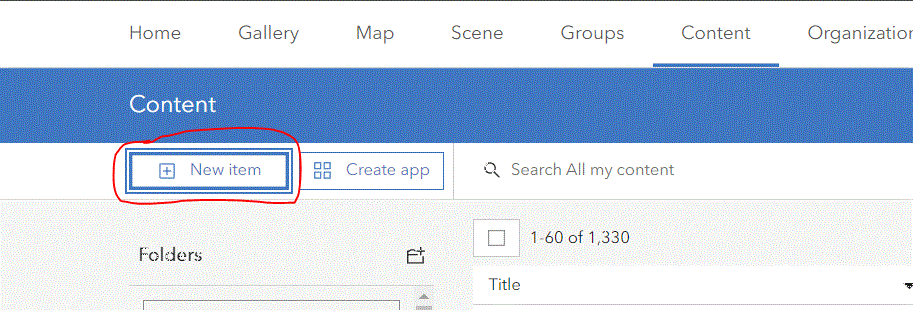 Home Gallery Map Scene Groups Content Organization
Content
New item Create app Search All my content
Folders
1-60 of 1,330
Title